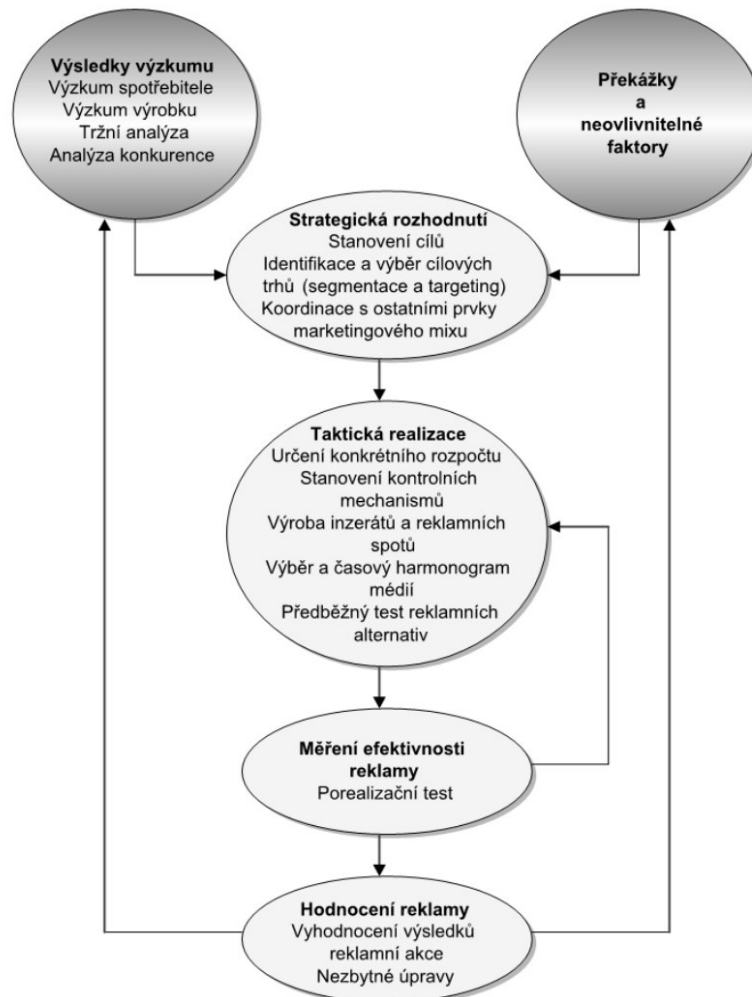 Výsledky výzkumu
Výzkum spotřebitele
Výzkum výrobku
Tržní analýza
Analýza konkurence
Překážky
a
neovlivnitelné
faktory
Strategická rozhodnutí
Stanovení cílů
Identifikace a výběr cílových
trhů (segmentace a targeting)
Koordinace s ostatními prvky
marketingového mixu
Taktická realizace
Určení konkrétního rozpočtu
Stanovení kontrolních
mechanismů
Výroba inzerátů a reklamních
spotů
Výběr a časový harmonogram
médií
Předběžný test reklamních
alternativ
Měření efektivnosti
reklamy
Porealizační test
Hodnocení reklamy
Vyhodnocení výsledků
reklamní akce
Nezbytné úpravy